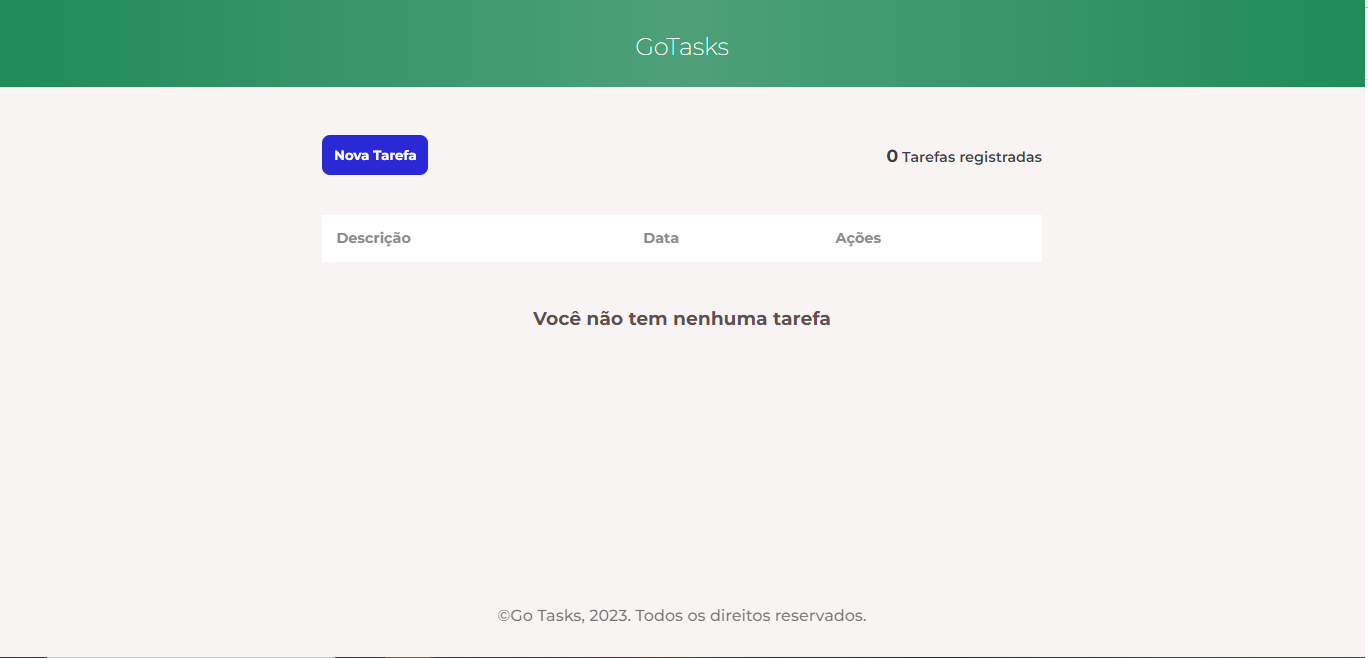 GoTasks
Nova Tarefa
0 Tarefas registradas
Descrição Data Ações
Você não tem nenhuma tarefa
©Go Tasks, 2023. Todos os direitos reservados.